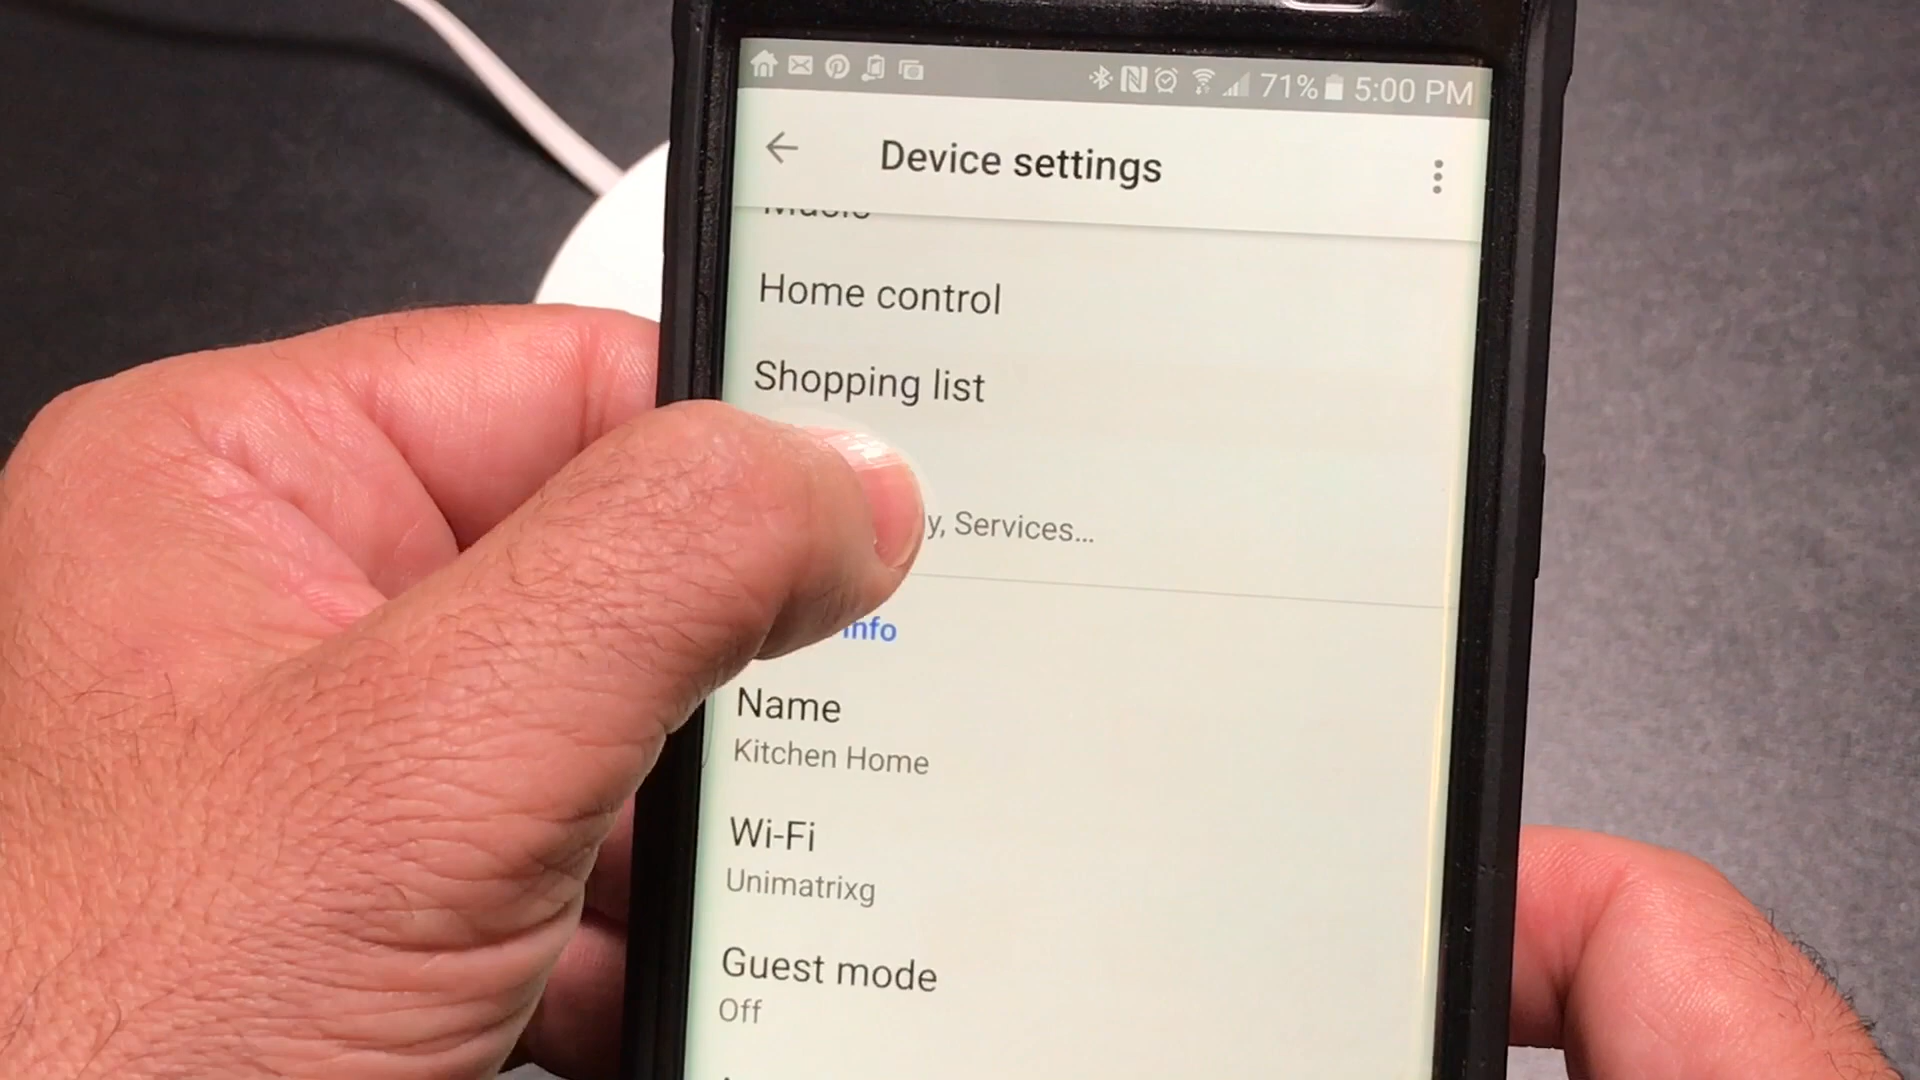 71% 5:00 PM
Device settings
Music
Home control
Shopping list
Services...
info
Name
Kitchen Home
Wi-Fi
Unimatrixg
Guest mode
Off